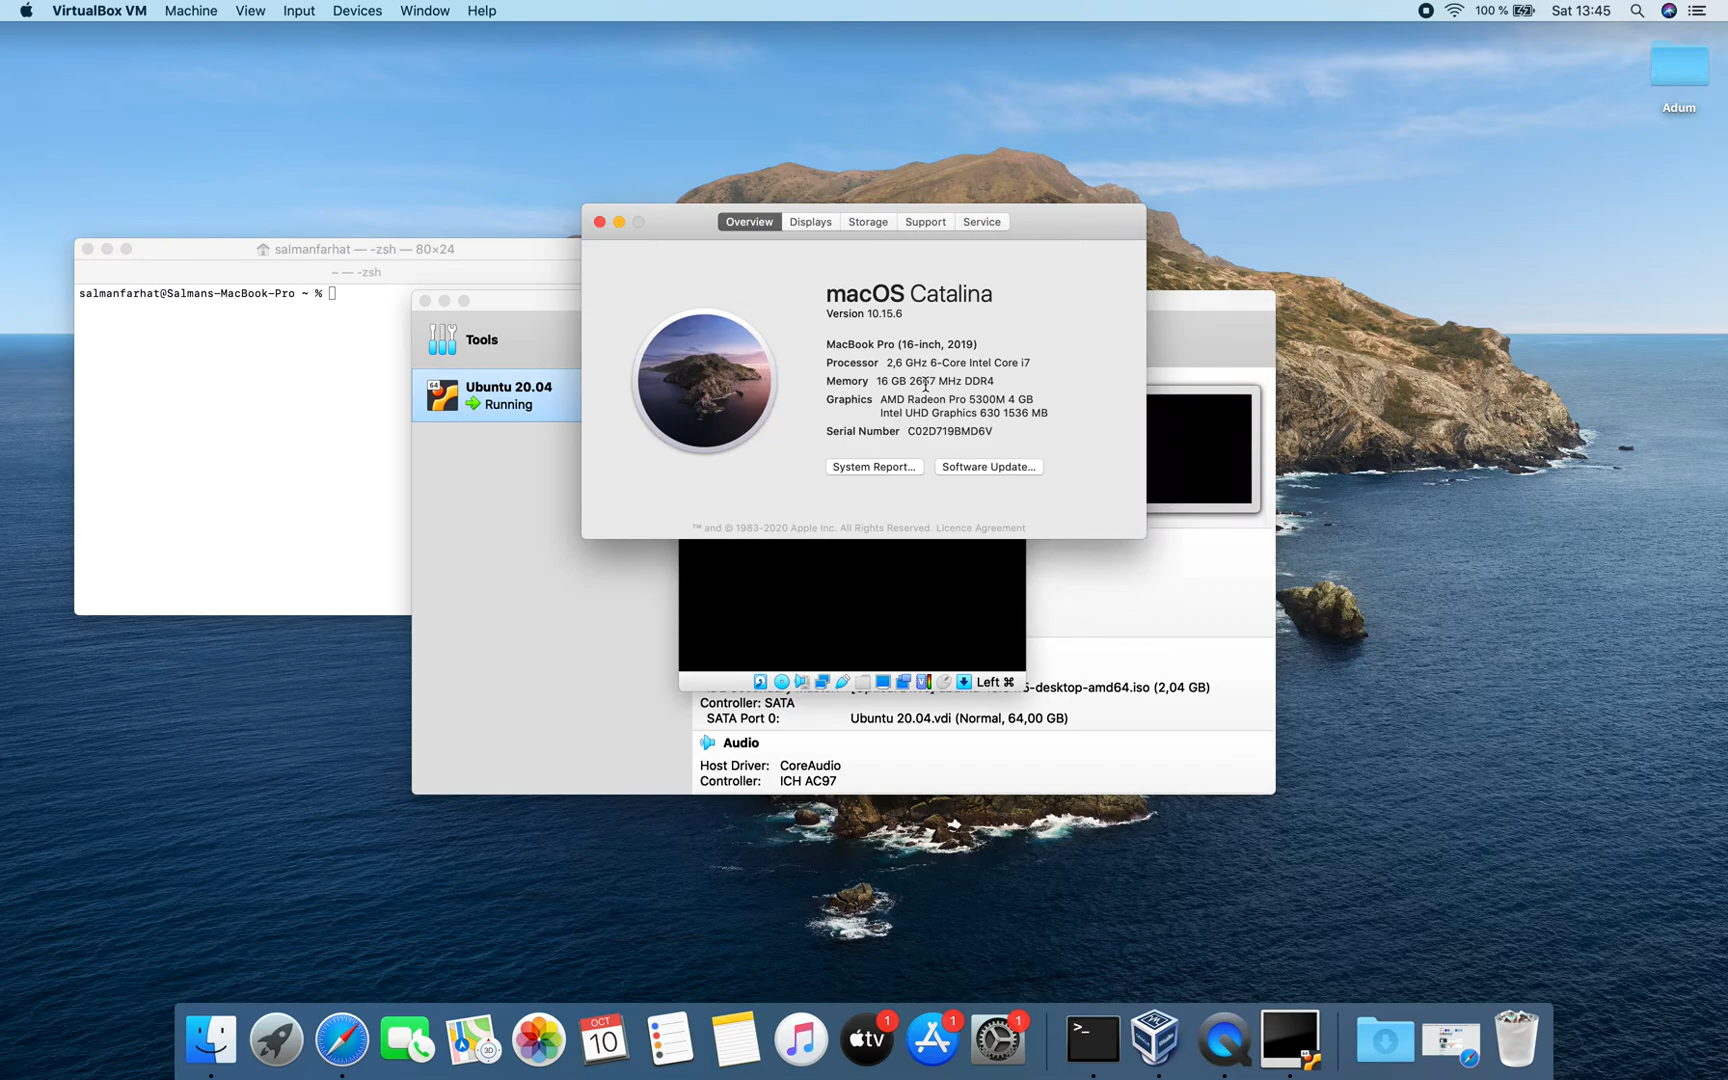 VirtualBox VM Machine View Input Devices Window Help
100 % Sat 13:45
Adum
Overview Displays Storage Support Service
salmanfarhat — -zsh — 80×24
~ — -zsh
salmanfarhat@Salmans-MacBook-Pro ~ %
macOS Catalina
Version 10.15.6
MacBook Pro (16-inch, 2019)
Processor 2,6 GHz 6-Core Intel Core i7
Memory 16 GB MHz DDR4
Graphics AMD Radeon Pro 5300M 4 GB
Intel UHD Graphics 630 1536 MB
Serial Number C02D719BMD6V
System Report... Software Update...
™ and © 1983-2020 Apple Inc. All Rights Reserved. Licence Agreement
Tools
64
Ubuntu 20.04
Running
Left ⌘
-desktop-amd64.iso (2,04 GB)
Controller: SATA
SATA Port 0: Ubuntu 20.04.vdi (Normal, 64,00 GB)
Audio
Host Driver: CoreAudio
Controller: ICH AC97
OCT
10
3D
tv
1
1
1
>_
64